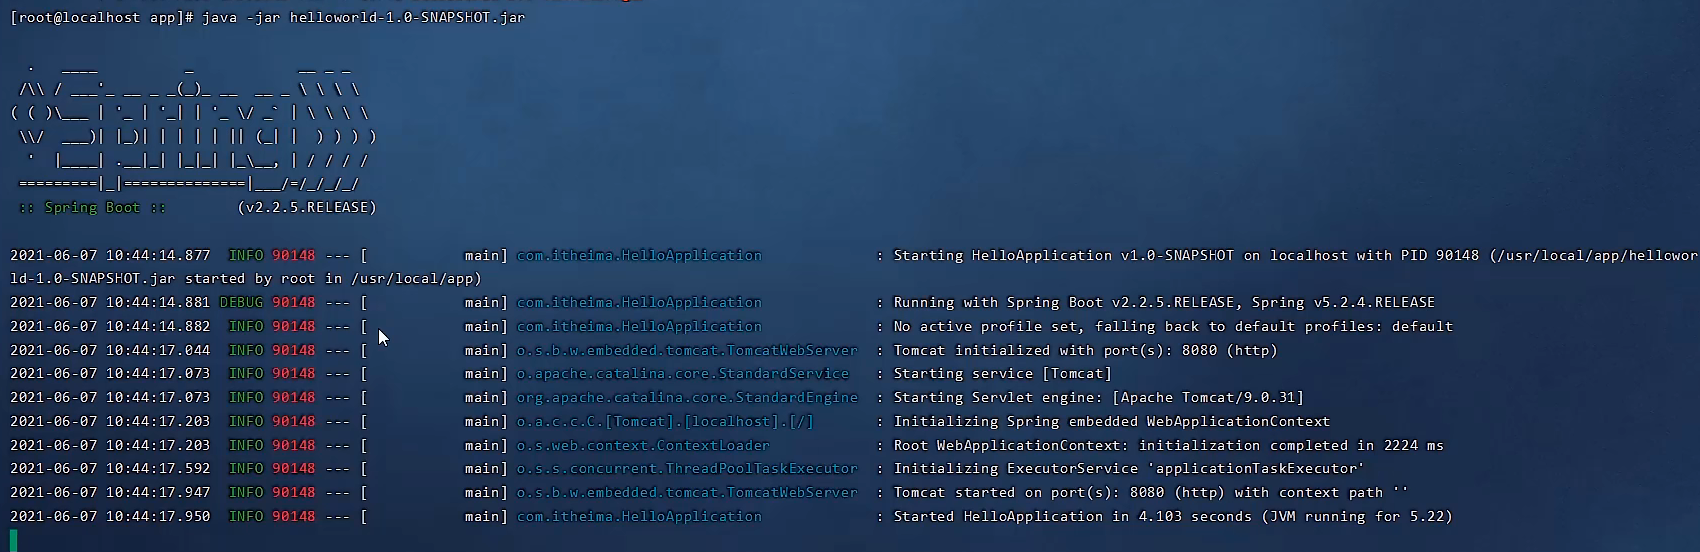 [root@localhost app]# java -jar helloworld-1.0-SNAPSHOT.jar
  .   ____          _            __ _ _
 /\\ / ___'_ __ _ _(_)_ __  __ _ \ \ \ \
( ( )\___ | '_ | '_| | '_ \/ _` | \ \ \ \
 \\/  ___)| |_)| | | | | || (_| |  ) ) ) )
  '  |____| .__|_| |_|_| |_\__, | / / / /
 =========|_|==============|___/=/_/_/_/
 :: Spring Boot ::        (v2.2.5.RELEASE)
2021-06-07 10:44:14.877  INFO 90148 --- [           main] com.itheima.HelloApplication             : Starting HelloApplication v1.0-SNAPSHOT on localhost with PID 90148 (/usr/local/app/hellowor
ld-1.0-SNAPSHOT.jar started by root in /usr/local/app)
2021-06-07 10:44:14.881 DEBUG 90148 --- [           main] com.itheima.HelloApplication             : Running with Spring Boot v2.2.5.RELEASE, Spring v5.2.4.RELEASE
2021-06-07 10:44:14.882  INFO 90148 --- [           main] com.itheima.HelloApplication             : No active profile set, falling back to default profiles: default
2021-06-07 10:44:17.044  INFO 90148 --- [           main] o.s.b.w.embedded.tomcat.TomcatWebServer  : Tomcat initialized with port(s): 8080 (http)
2021-06-07 10:44:17.073  INFO 90148 --- [           main] o.apache.catalina.core.StandardService   : Starting service [Tomcat]
2021-06-07 10:44:17.073  INFO 90148 --- [           main] org.apache.catalina.core.StandardEngine  : Starting Servlet engine: [Apache Tomcat/9.0.31]
2021-06-07 10:44:17.203  INFO 90148 --- [           main] o.a.c.c.C.[Tomcat].[localhost].[/]       : Initializing Spring embedded WebApplicationContext
2021-06-07 10:44:17.203  INFO 90148 --- [           main] o.s.web.context.ContextLoader            : Root WebApplicationContext: initialization completed in 2224 ms
2021-06-07 10:44:17.592  INFO 90148 --- [           main] o.s.s.concurrent.ThreadPoolTaskExecutor  : Initializing ExecutorService 'applicationTaskExecutor'
2021-06-07 10:44:17.947  INFO 90148 --- [           main] o.s.b.w.embedded.tomcat.TomcatWebServer  : Tomcat started on port(s): 8080 (http) with context path ''
2021-06-07 10:44:17.950  INFO 90148 --- [           main] com.itheima.HelloApplication             : Started HelloApplication in 4.103 seconds (JVM running for 5.22)